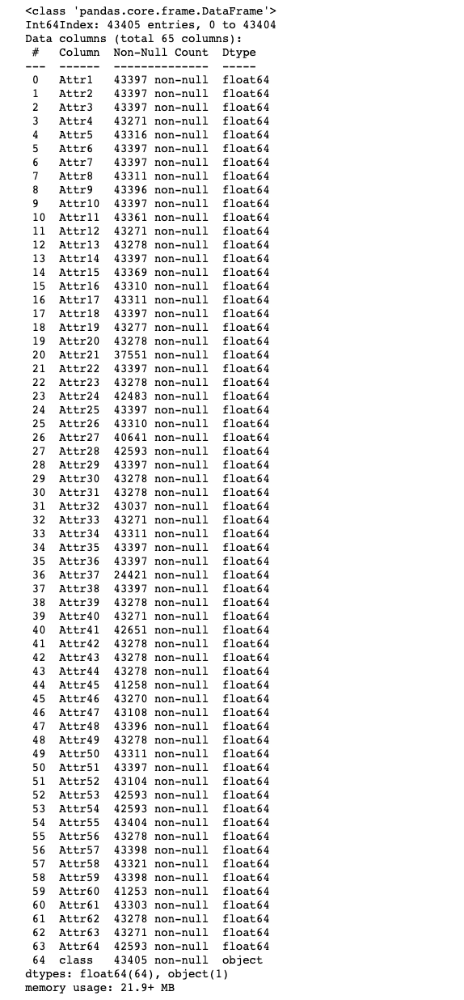 <class 'pandas.core.frame.DataFrame'>
Int64Index: 43405 entries, 0 to 43404
Data columns (total 65 columns):
 #   Column  Non-Null Count  Dtype
---  ------  --------------  -----
 0   Attr1   43397 non-null  float64
 1   Attr2   43397 non-null  float64
 2   Attr3   43397 non-null  float64
 3   Attr4   43271 non-null  float64
 4   Attr5   43316 non-null  float64
 5   Attr6   43397 non-null  float64
 6   Attr7   43397 non-null  float64
 7   Attr8   43311 non-null  float64
 8   Attr9   43396 non-null  float64
 9   Attr10  43397 non-null  float64
 10  Attr11  43361 non-null  float64
 11  Attr12  43271 non-null  float64
 12  Attr13  43278 non-null  float64
 13  Attr14  43397 non-null  float64
 14  Attr15  43369 non-null  float64
 15  Attr16  43310 non-null  float64
 16  Attr17  43311 non-null  float64
 17  Attr18  43397 non-null  float64
 18  Attr19  43277 non-null  float64
 19  Attr20  43278 non-null  float64
 20  Attr21  37551 non-null  float64
 21  Attr22  43397 non-null  float64
 22  Attr23  43278 non-null  float64
 23  Attr24  42483 non-null  float64
 24  Attr25  43397 non-null  float64
 25  Attr26  43310 non-null  float64
 26  Attr27  40641 non-null  float64
 27  Attr28  42593 non-null  float64
 28  Attr29  43397 non-null  float64
 29  Attr30  43278 non-null  float64
 30  Attr31  43278 non-null  float64
 31  Attr32  43037 non-null  float64
 32  Attr33  43271 non-null  float64
 33  Attr34  43311 non-null  float64
 34  Attr35  43397 non-null  float64
 35  Attr36  43397 non-null  float64
 36  Attr37  24421 non-null  float64
 37  Attr38  43397 non-null  float64
 38  Attr39  43278 non-null  float64
 39  Attr40  43271 non-null  float64
 40  Attr41  42651 non-null  float64
 41  Attr42  43278 non-null  float64
 42  Attr43  43278 non-null  float64
 43  Attr44  43278 non-null  float64
 44  Attr45  41258 non-null  float64
 45  Attr46  43270 non-null  float64
 46  Attr47  43108 non-null  float64
 47  Attr48  43396 non-null  float64
 48  Attr49  43278 non-null  float64
 49  Attr50  43311 non-null  float64
 50  Attr51  43397 non-null  float64
 51  Attr52  43104 non-null  float64
 52  Attr53  42593 non-null  float64
 53  Attr54  42593 non-null  float64
 54  Attr55  43404 non-null  float64
 55  Attr56  43278 non-null  float64
 56  Attr57  43398 non-null  float64
 57  Attr58  43321 non-null  float64
 58  Attr59  43398 non-null  float64
 59  Attr60  41253 non-null  float64
 60  Attr61  43303 non-null  float64
 61  Attr62  43278 non-null  float64
 62  Attr63  43271 non-null  float64
 63  Attr64  42593 non-null  float64
 64  class   43405 non-null  object
dtypes: float64(64), object(1)
memory usage: 21.9+ MB